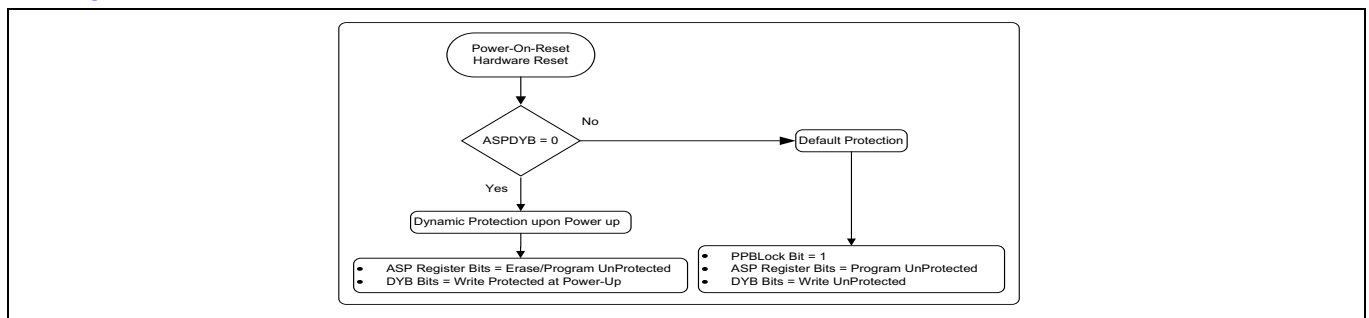 Power-On-Reset
Hardware Reset
ASPDYB = 0
No
Default Protection
Yes
Dynamic Protection upon Power up
• ASP Register Bits = Erase/Program UnProtected
• DYB Bits = Write Protected at Power-Up
• PPBLock Bit = 1
• ASP Register Bits = Program UnProtected
• DYB Bits = Write UnProtected